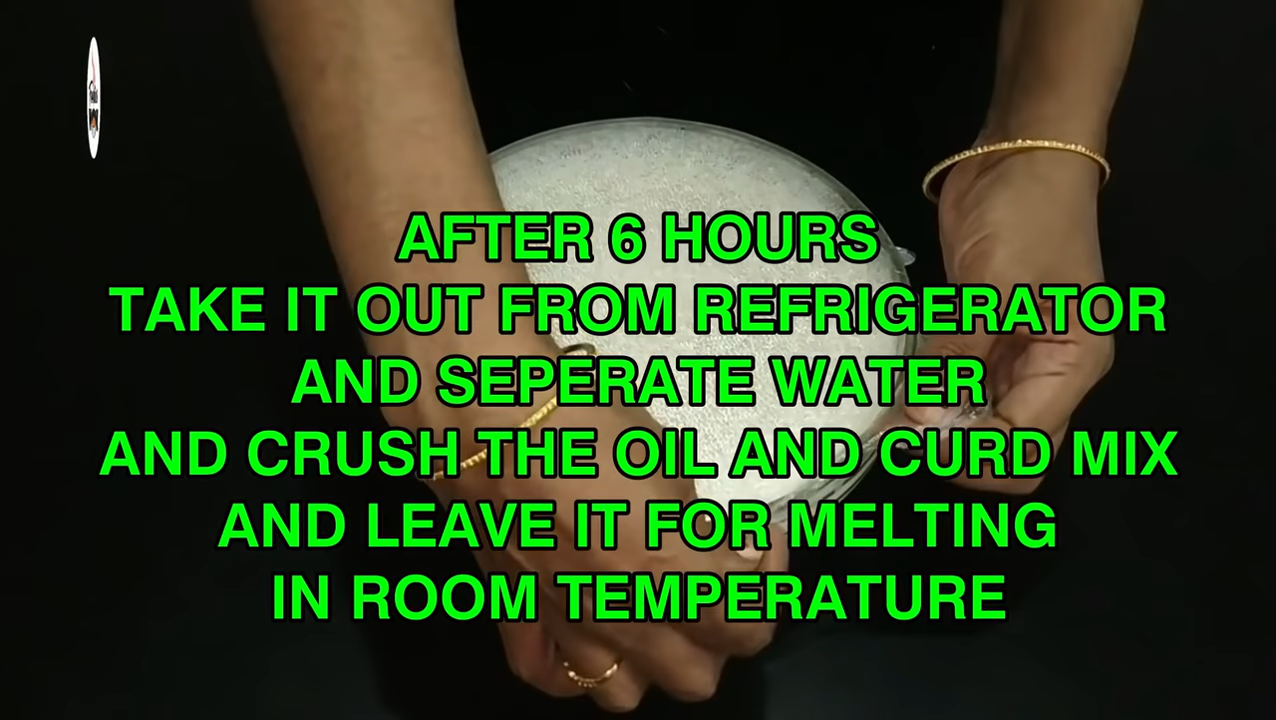 AFTER 6 HOURS
TAKE IT OUT FROM REFRIGERATOR
AND SEPERATE WATER
AND CRUSH THE OIL AND CURD MIX
AND LEAVE IT FOR MELTING
IN ROOM TEMPERATURE